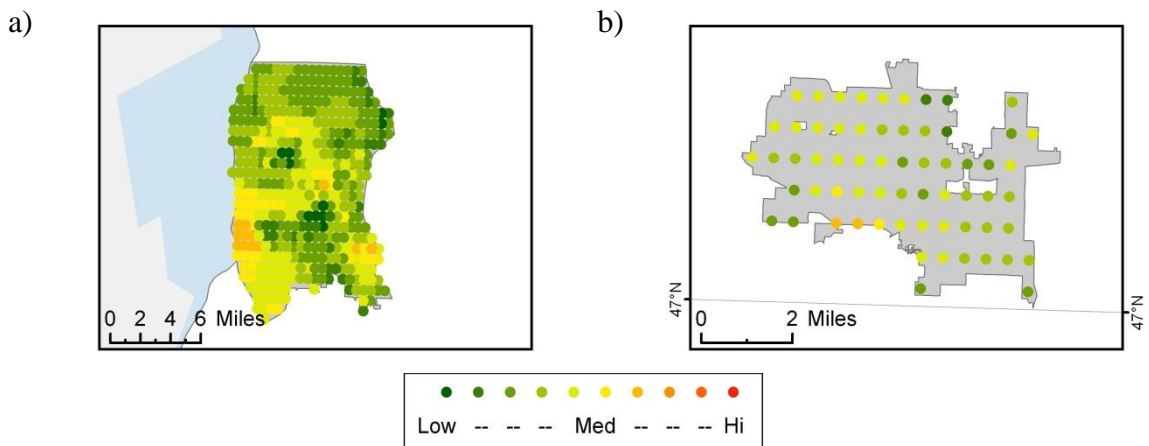 a)
b)
0 2 4 6 Miles
47°N
47°N
0 2 Miles
Low -- -- -- Med -- -- -- Hi